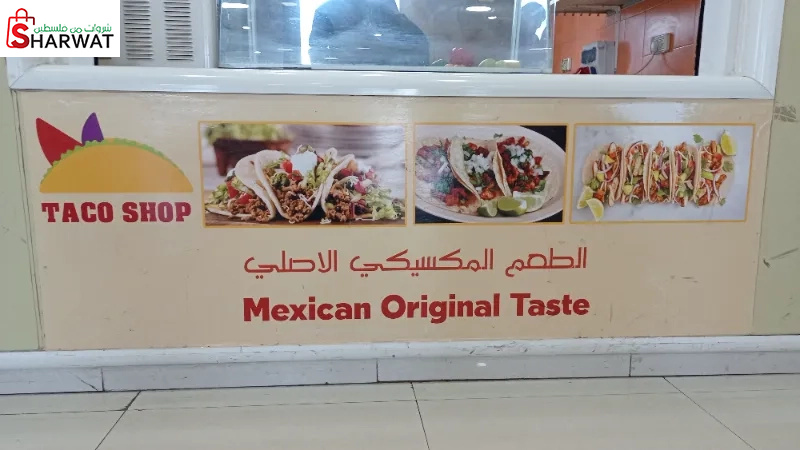 شروات من فلسطين
SHARWAT
TACO SHOP
الطعم المكسيكي الاصلي
Mexican Original Taste